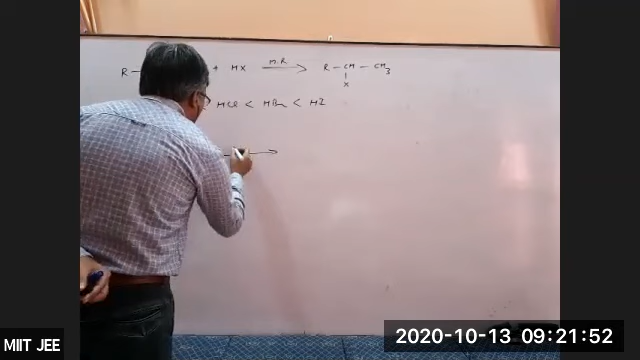 R – + HX M.R → R – CH – CH3
X
HCl < HBr < HI
→
MIIT JEE
2020-10-13 09:21:52